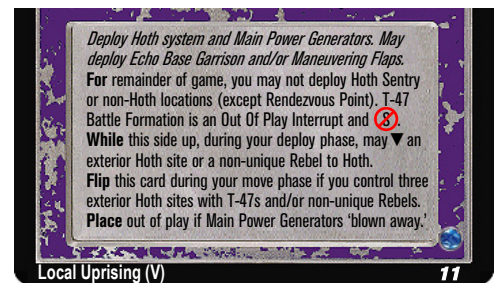 Deploy Hoth system and Main Power Generators. May
deploy Echo Base Garrison and/or Maneuvering Flaps.
For remainder of game, you may not deploy Hoth Sentry
or non-Hoth locations (except Rendezvous Point). T-47
Battle Formation is an Out Of Play Interrupt and S.
While this side up, during your deploy phase, may ▼ an
exterior Hoth site or a non-unique Rebel to Hoth.
Flip this card during your move phase if you control three
exterior Hoth sites with T-47s and/or non-unique Rebels.
Place out of play if Main Power Generators 'blown away.'
Local Uprising (V) 11